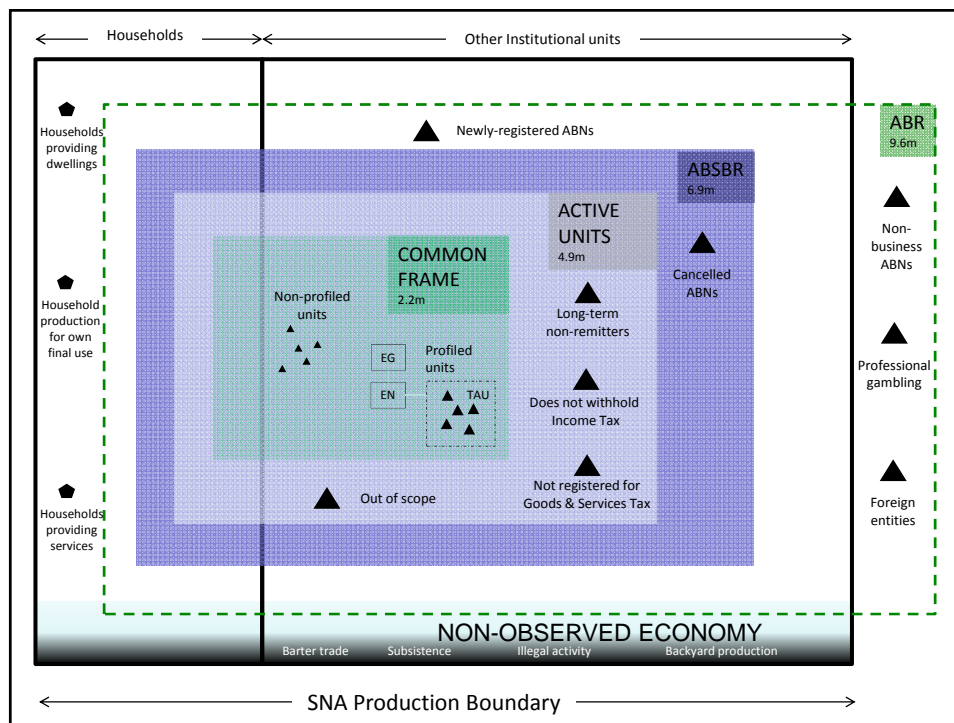 Households
Other Institutional units
Households
providing
dwellings
Newly-registered ABNs
ABR
9.6m
ABSBR
6.9m
ACTIVE
UNITS
4.9m
Non-
business
ABNs
COMMON
FRAME
2.2m
Cancelled
ABNs
Household
production
for own
final use
Non-profiled
units
Long-term
non-remitters
EG
Profiled
units
Professional
gambling
EN
TAU
Does not withhold
Income Tax
Households
providing
services
Out of scope
Not registered for
Goods & Services Tax
Foreign
entities
NON-OBSERVED ECONOMY
Barter trade
Subsistence
Illegal activity
Backyard production
SNA Production Boundary